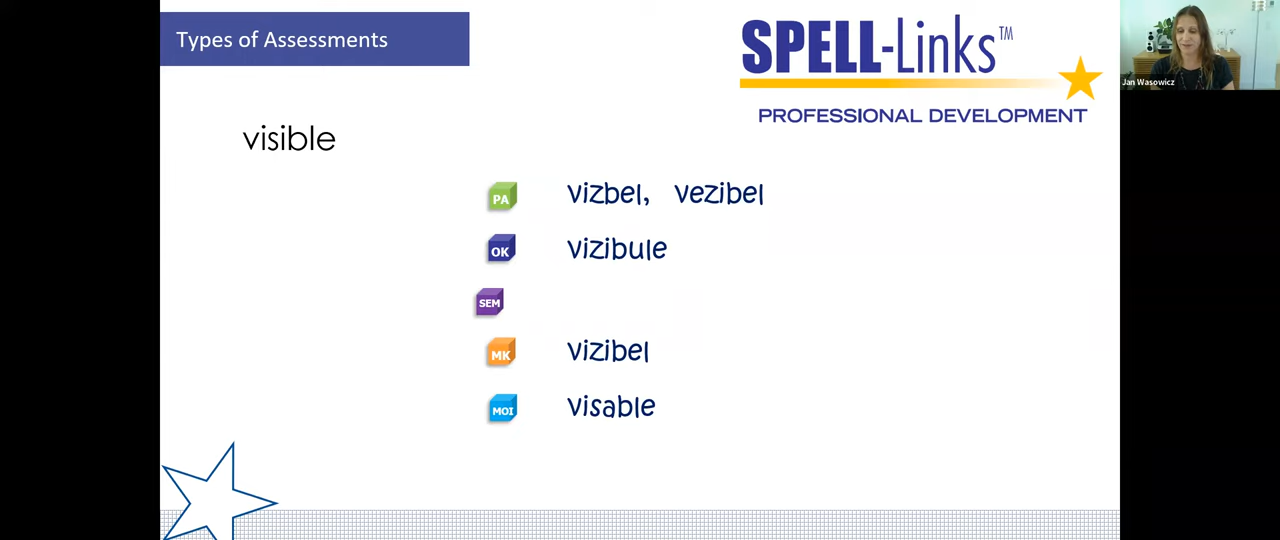 Types of Assessments
SPELL-Links™
PROFESSIONAL DEVELOPMENT
Jan Wasowicz
visible
PA vizbel, vezibel
OK vizibule
SEM
MK vizibel
MOI visable